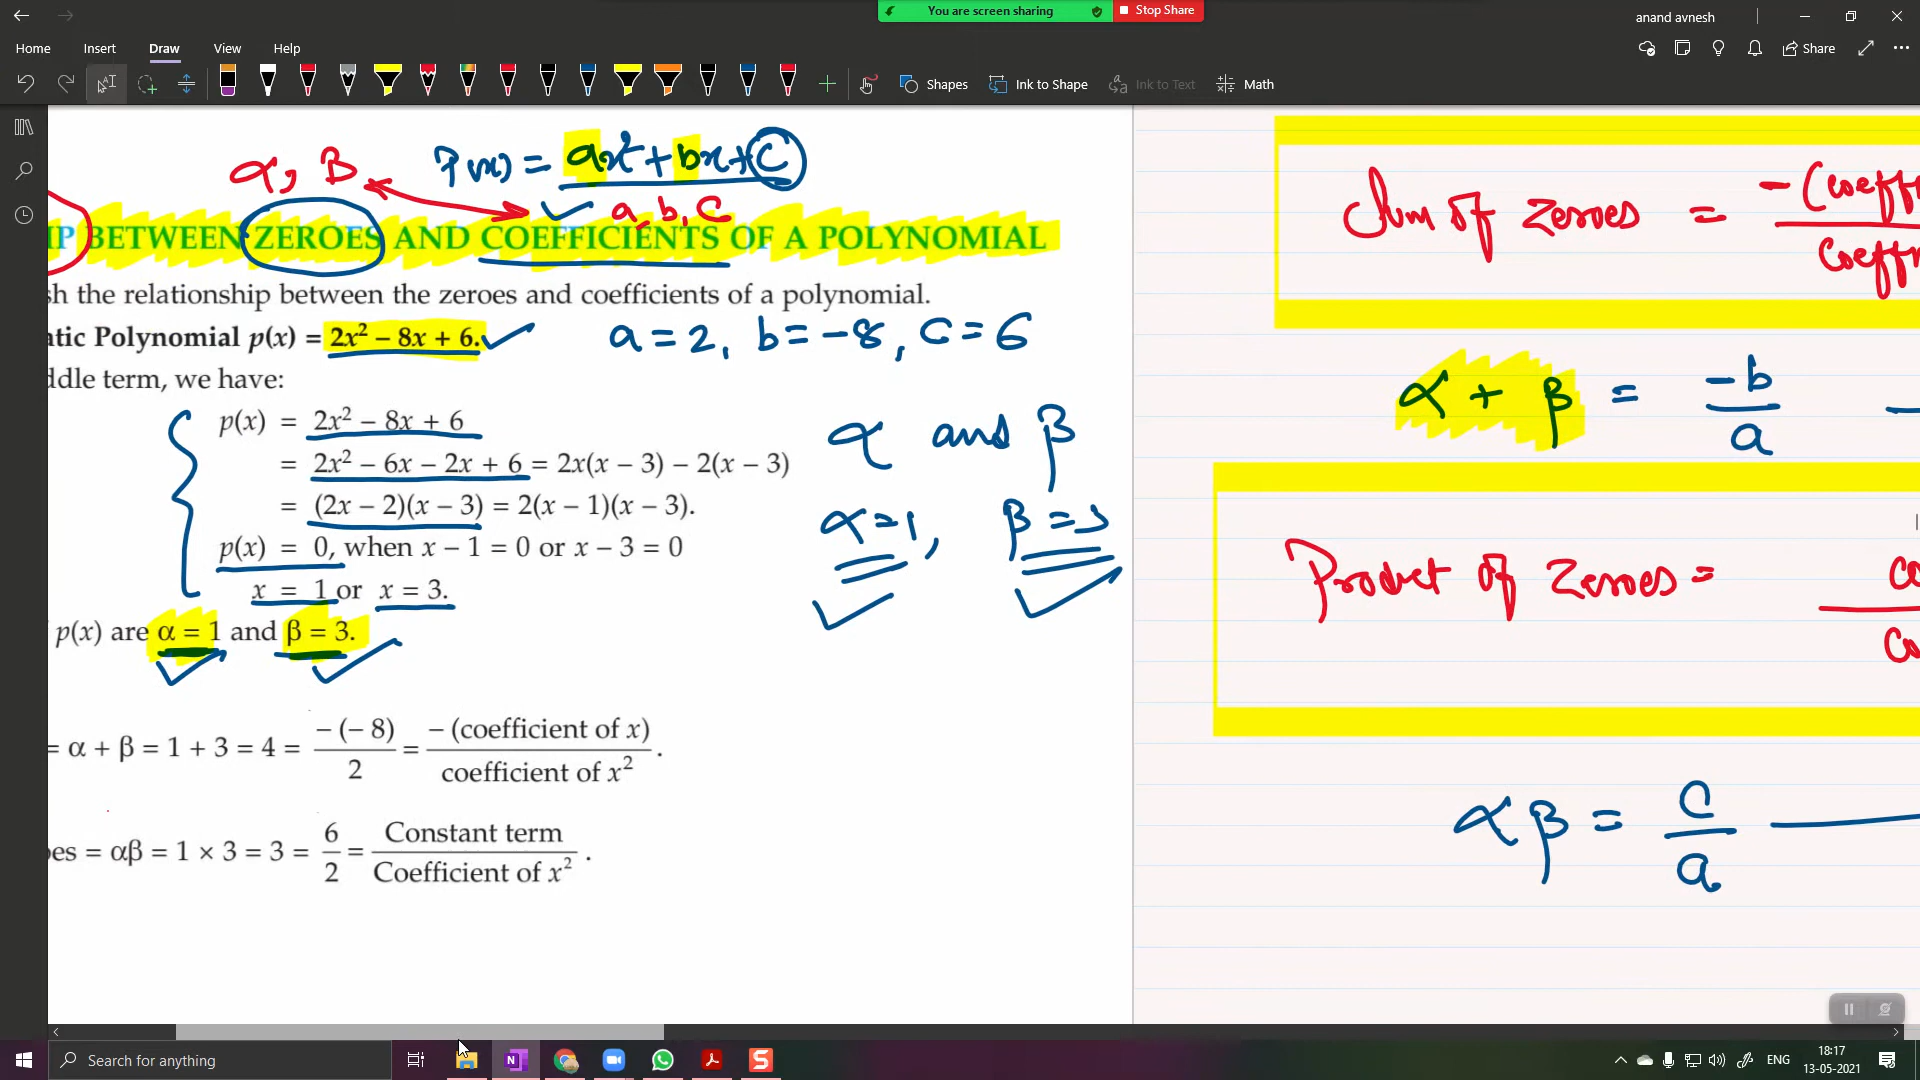 You are screen sharing
Stop Share
anand avnesh
Home Insert Draw View Help
Share
Shapes Ink to Shape Ink to Text Math
α, β P(x) = ax² + bx + c
a, b, c
IP BETWEEN ZEROES AND COEFFICIENTS OF A POLYNOMIAL
sh the relationship between the zeroes and coefficients of a polynomial.
atic Polynomial p(x) = 2x² – 8x + 6. a = 2, b = -8, c = 6
ddle term, we have:
p(x) = 2x² – 8x + 6
= 2x² – 6x – 2x + 6 = 2x(x – 3) – 2(x – 3)
= (2x – 2)(x – 3) = 2(x – 1)(x – 3).
p(x) = 0, when x – 1 = 0 or x – 3 = 0
x = 1 or x = 3.
p(x) are α = 1 and β = 3.
α and β
α = 1, β = 3
= α + β = 1 + 3 = 4 = – (– 8) / 2 = – (coefficient of x) / coefficient of x² .
oes = αβ = 1 × 3 = 3 = 6 / 2 = Constant term / Coefficient of x² .
Sum of zeroes = – (coeff / coeff
α + β = -b / a
Product of zeroes = co / co
αβ = c / a
Search for anything
ENG
18:17
13-05-2021